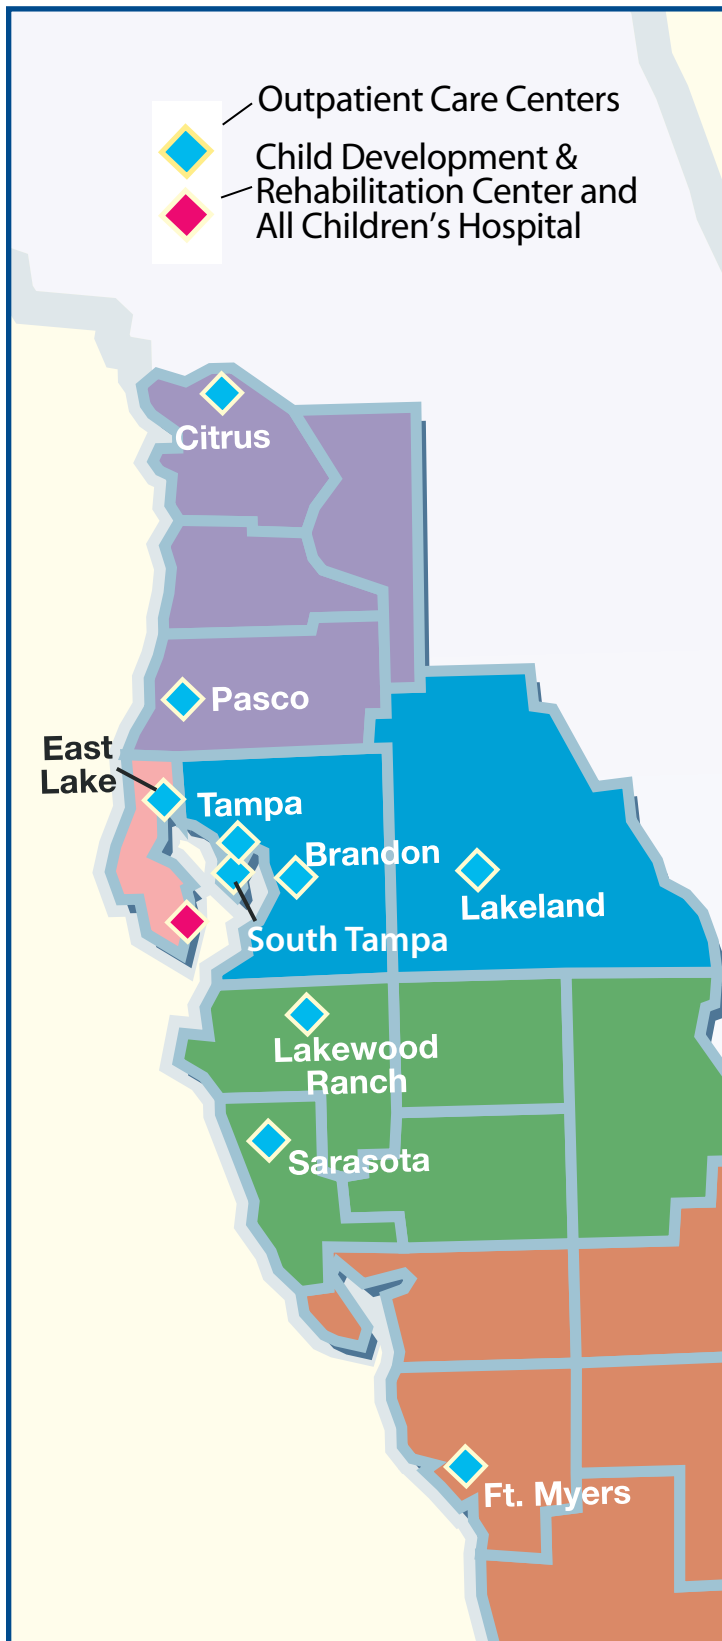 Outpatient Care Centers
Child Development &
Rehabilitation Center and
All Children’s Hospital
Citrus
Pasco
East
Lake
Tampa
Brandon
Lakeland
South Tampa
Lakewood
Ranch
Sarasota
Ft. Myers